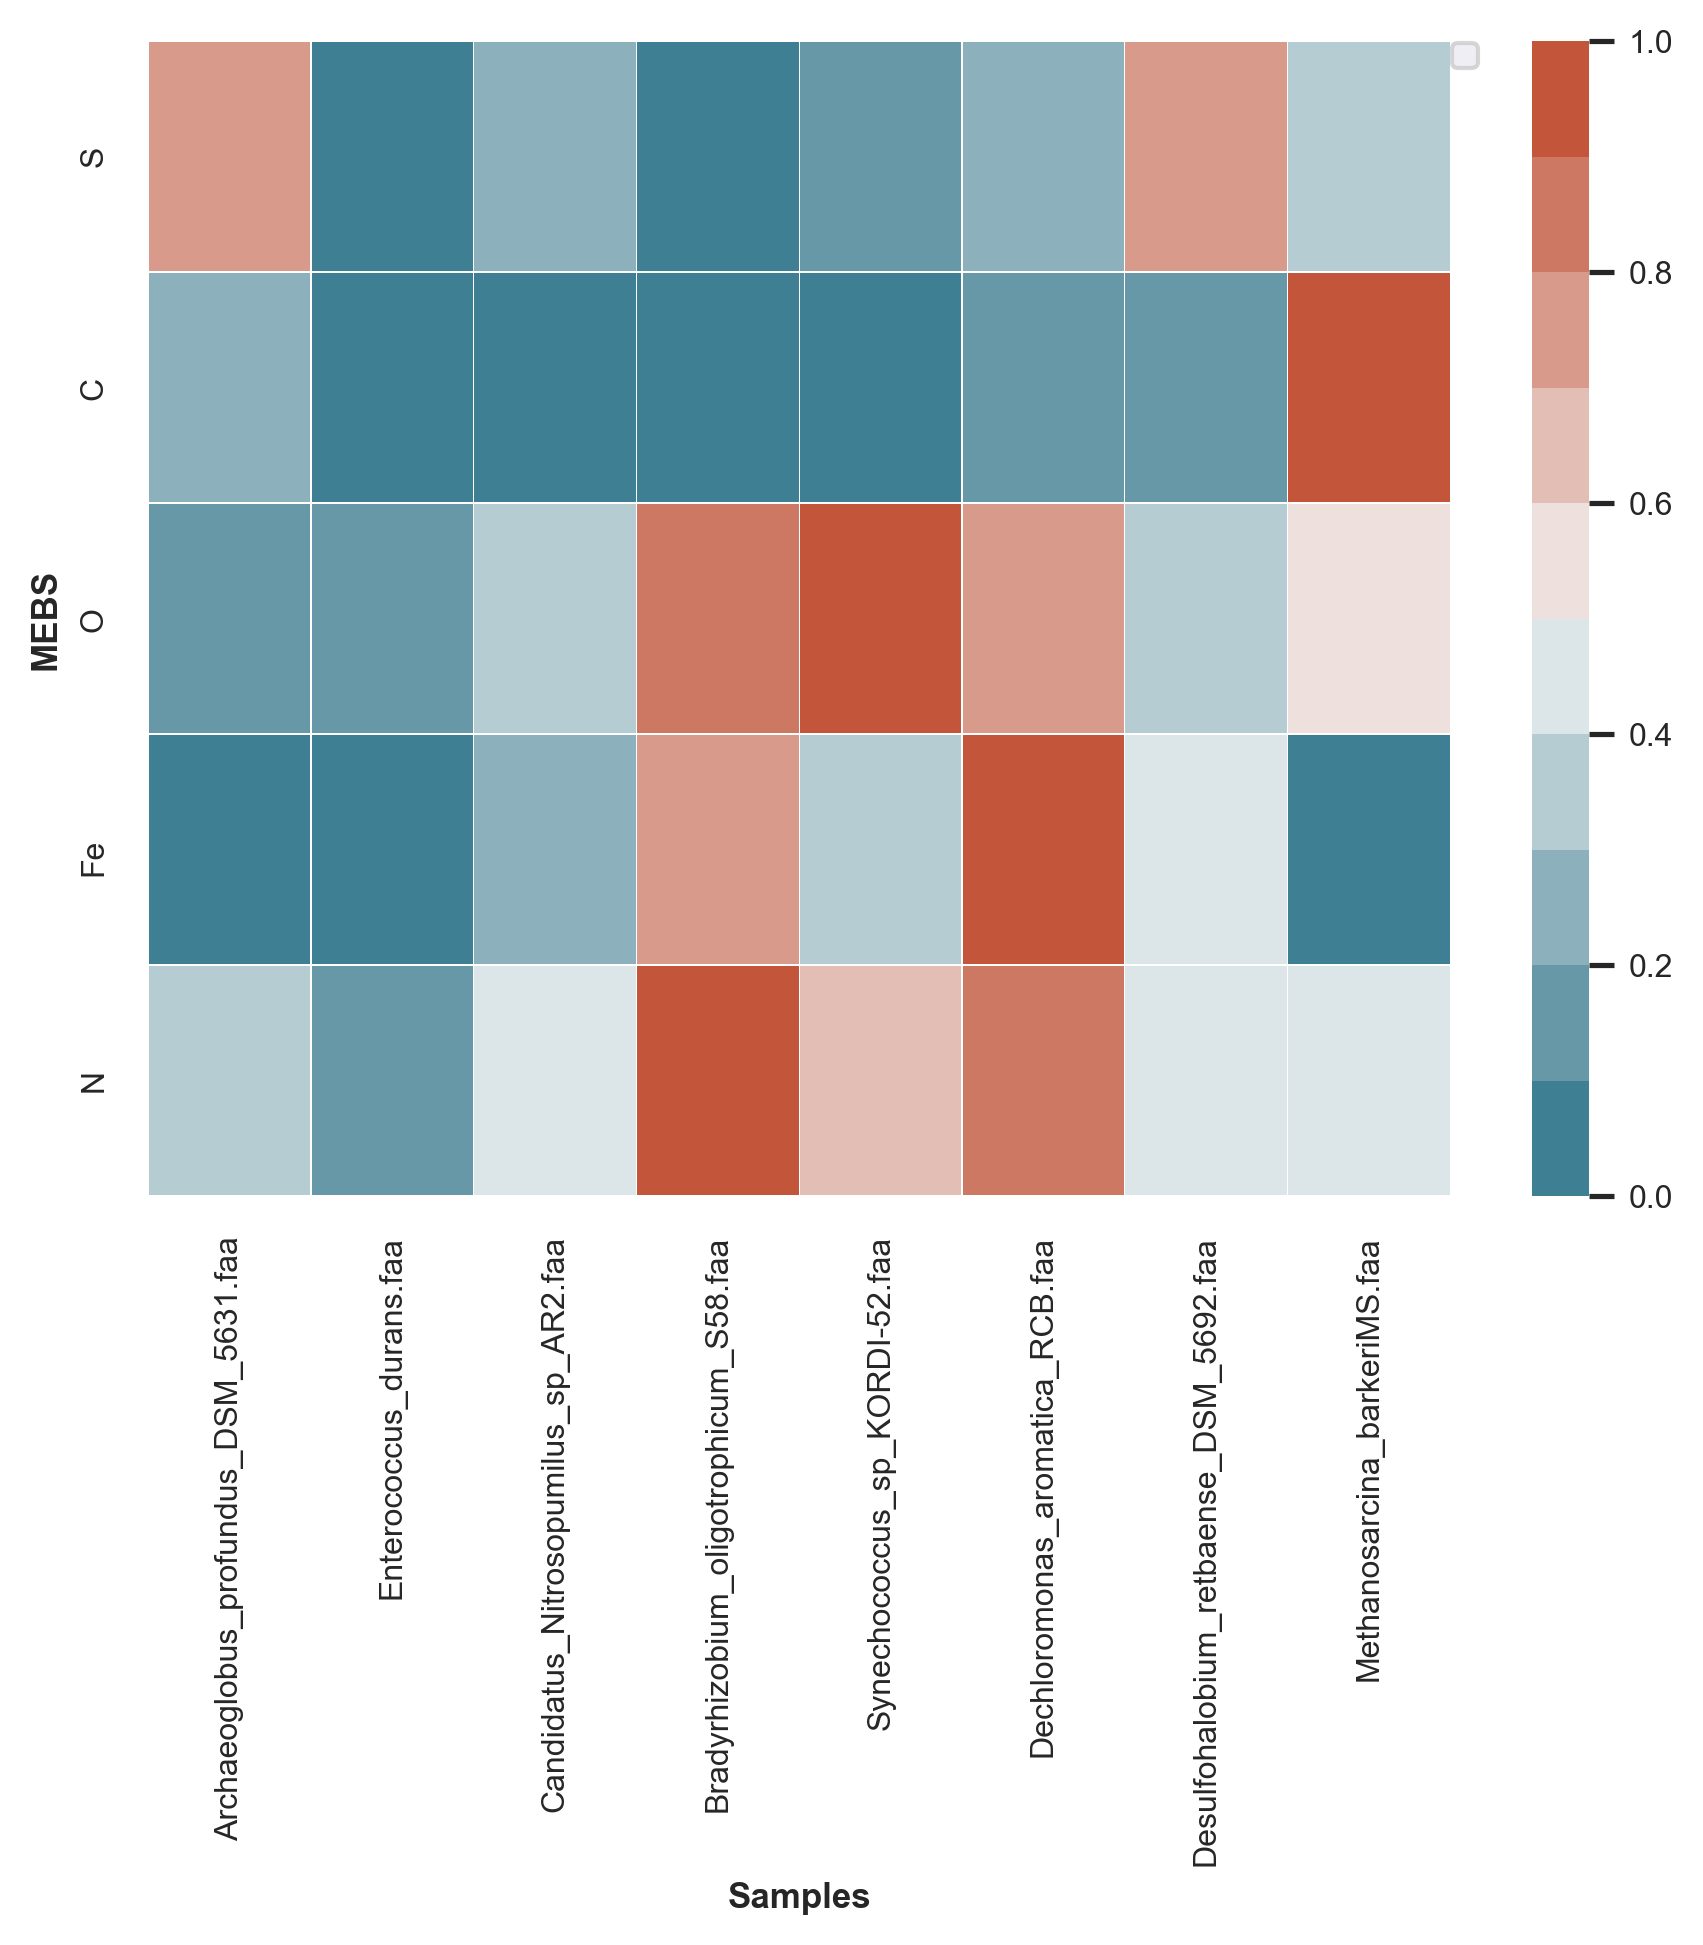 MEBS
S
C
O
Fe
N
1.0
0.8
0.6
0.4
0.2
0.0
Archaeoglobus_profundus_DSM_5631.faa
Enterococcus_durans.faa
Candidatus_Nitrosopumilus_sp_AR2.faa
Bradyrhizobium_oligotrophicum_S58.faa
Synechococcus_sp_KORDI-52.faa
Dechloromonas_aromatica_RCB.faa
Desulfohalobium_retbaense_DSM_5692.faa
Methanosarcina_barkeriMS.faa
Samples